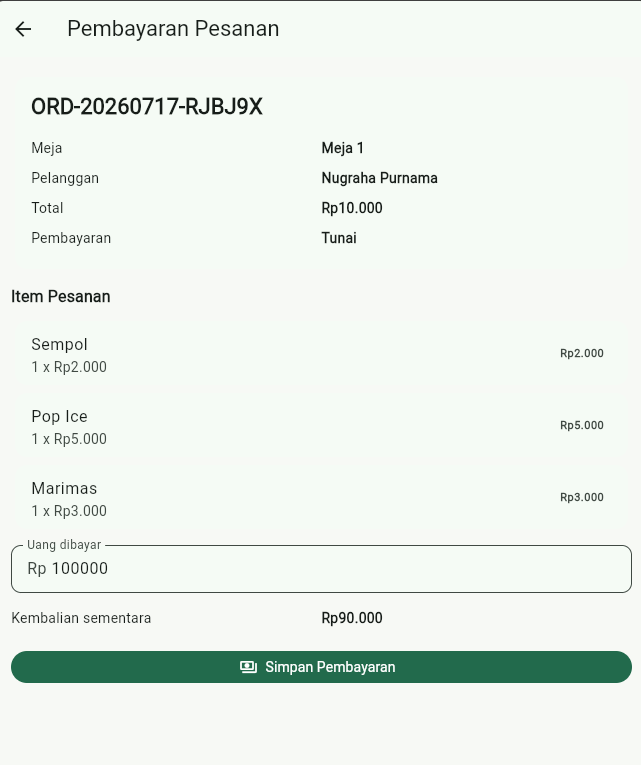 Pembayaran Pesanan
ORD-20260717-RJBJ9X
Meja Meja 1
Pelanggan Nugraha Purnama
Total Rp10.000
Pembayaran Tunai
Item Pesanan
Sempol
1 x Rp2.000 Rp2.000
Pop Ice
1 x Rp5.000 Rp5.000
Marimas
1 x Rp3.000 Rp3.000
Uang dibayar
Rp 100000
Kembalian sementara Rp90.000
Simpan Pembayaran